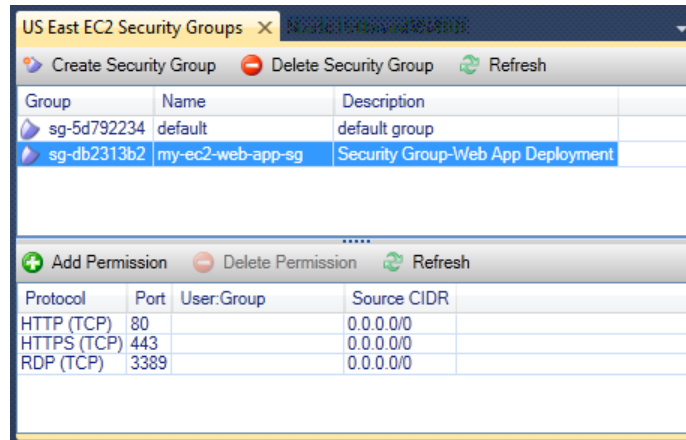 US East EC2 Security Groups
Create Security Group Delete Security Group Refresh
Group Name Description
sg-5d792234 default default group
sg-db2313b2 my-ec2-web-app-sg Security Group-Web App Deployment
Add Permission Delete Permission Refresh
Protocol Port User:Group Source CIDR
HTTP (TCP) 80 0.0.0.0/0
HTTPS (TCP) 443 0.0.0.0/0
RDP (TCP) 3389 0.0.0.0/0